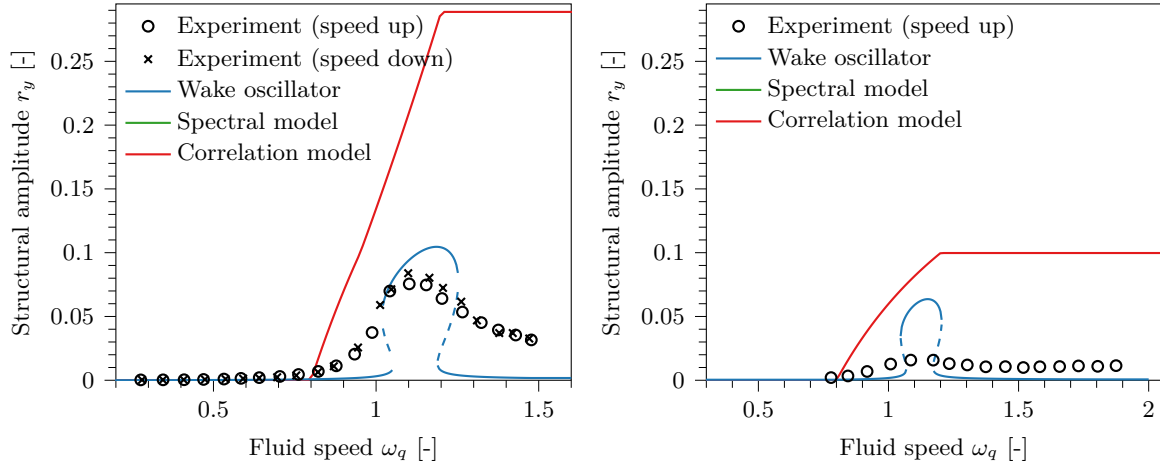 Experiment (speed up)
Experiment (speed down)
Wake oscillator
Spectral model
Correlation model
0.25
0.2
0.15
0.1
0.05
0
Structural amplitude r_y [-]
0.5
1
1.5
Fluid speed ω_q [-]
Experiment (speed up)
Wake oscillator
Spectral model
Correlation model
0.25
0.2
0.15
0.1
0.05
0
Structural amplitude r_y [-]
0.5
1
1.5
2
Fluid speed ω_q [-]